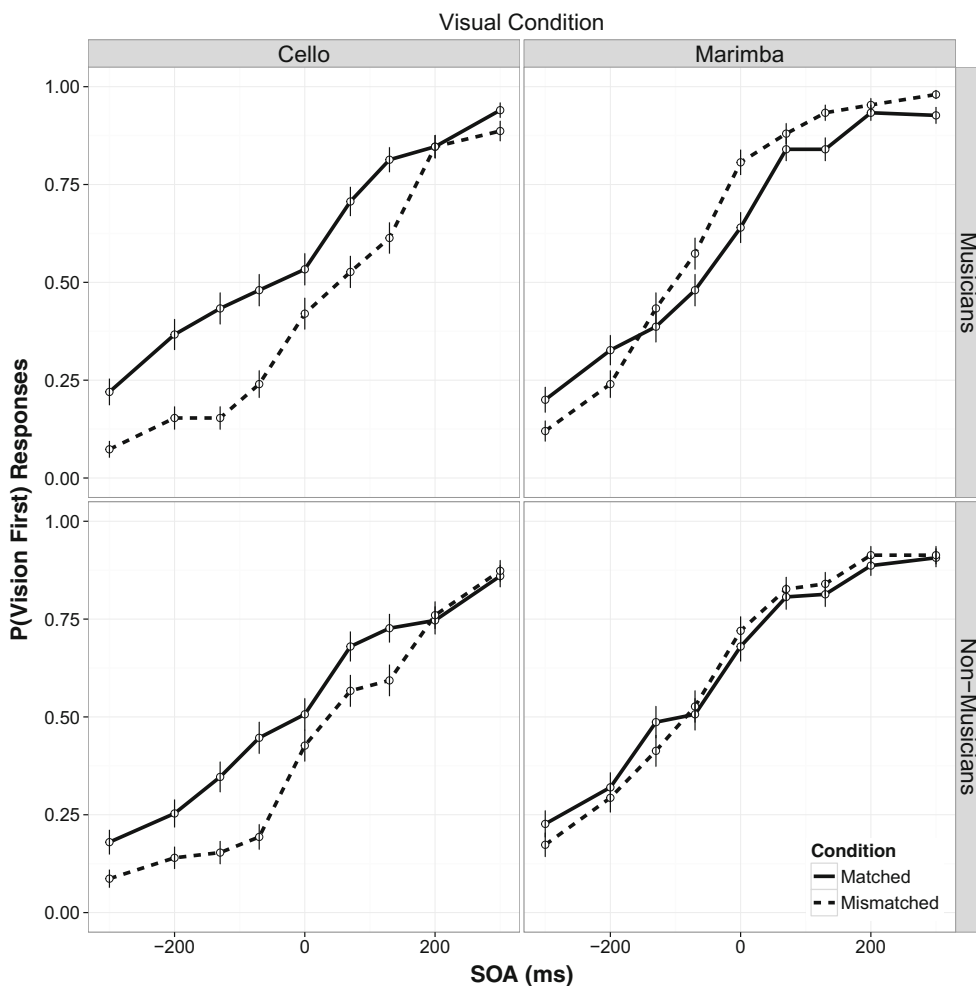 Visual Condition
Cello
Marimba
1.00
0.75
0.50
0.25
0.00
Musicians
1.00
0.75
0.50
0.25
0.00
Non−Musicians
P(Vision First) Responses
Condition
Matched
Mismatched
−200
0
200
−200
0
200
SOA (ms)